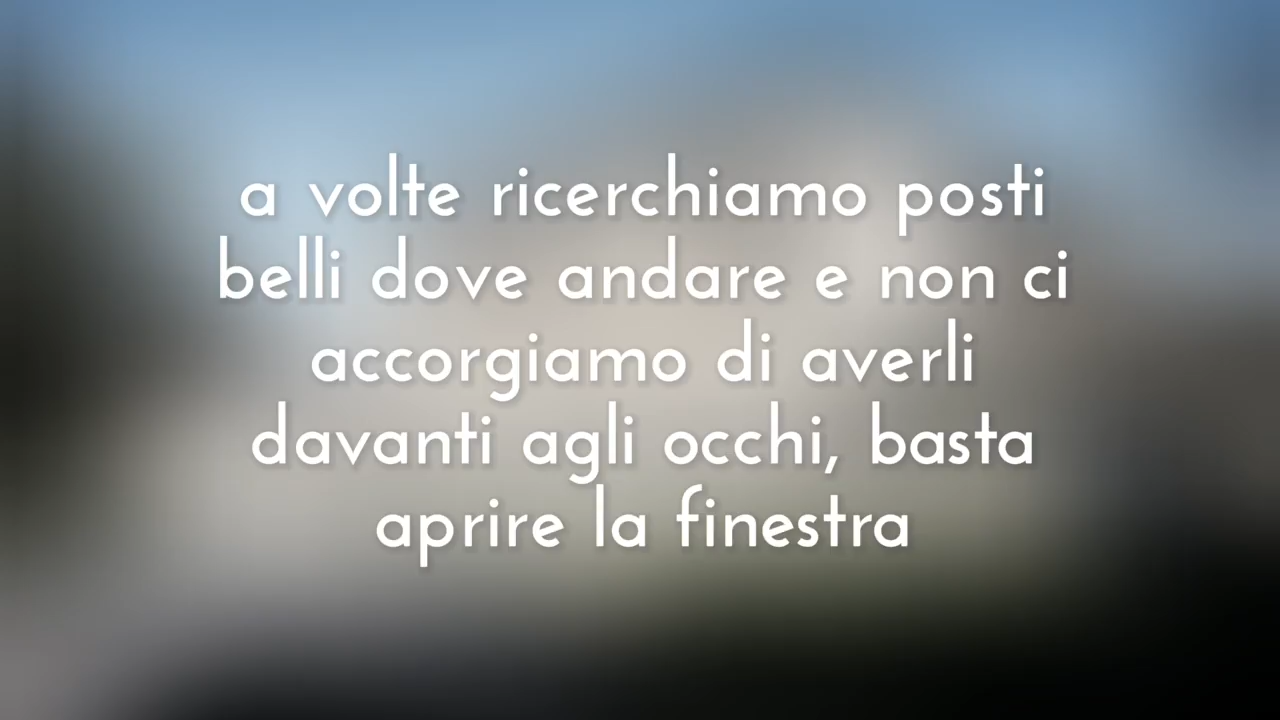 a volte ricerchiamo posti
belli dove andare e non ci
accorgiamo di averli
davanti agli occhi, basta
aprire la finestra